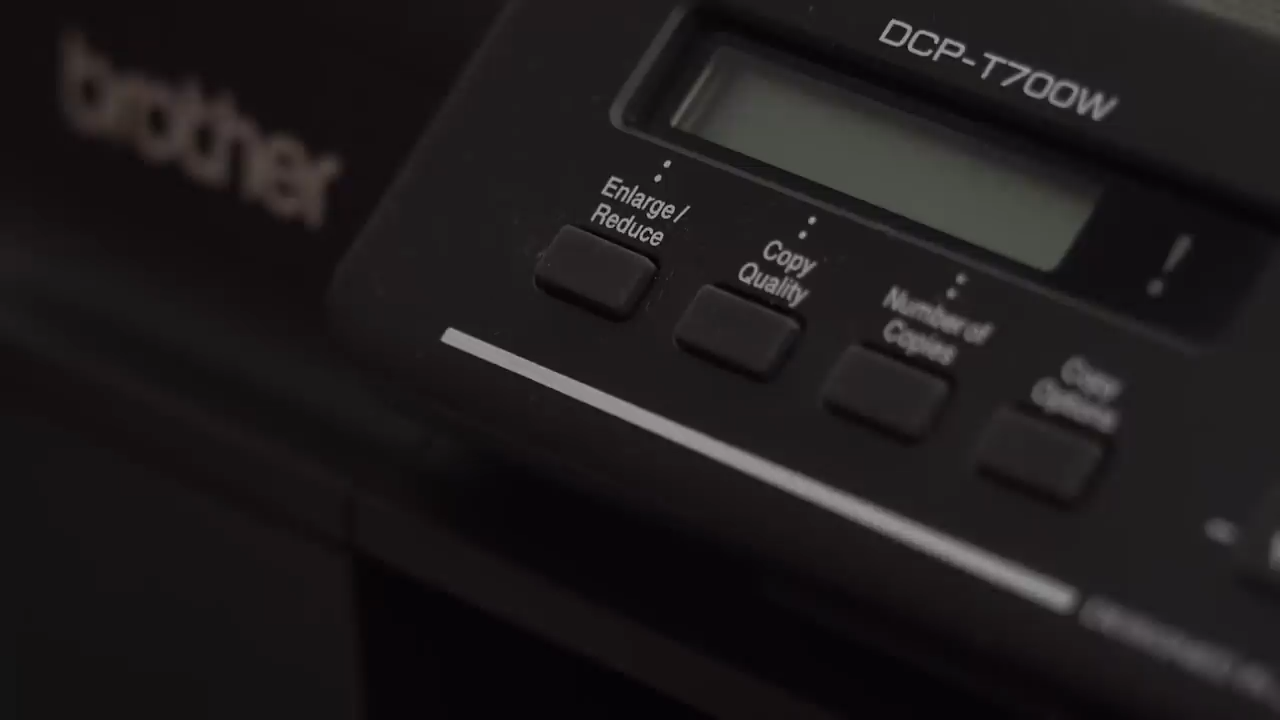 brother
DCP-T700W
Enlarge/
Reduce
Copy
Quality
Number of
Copies
Copy
Options